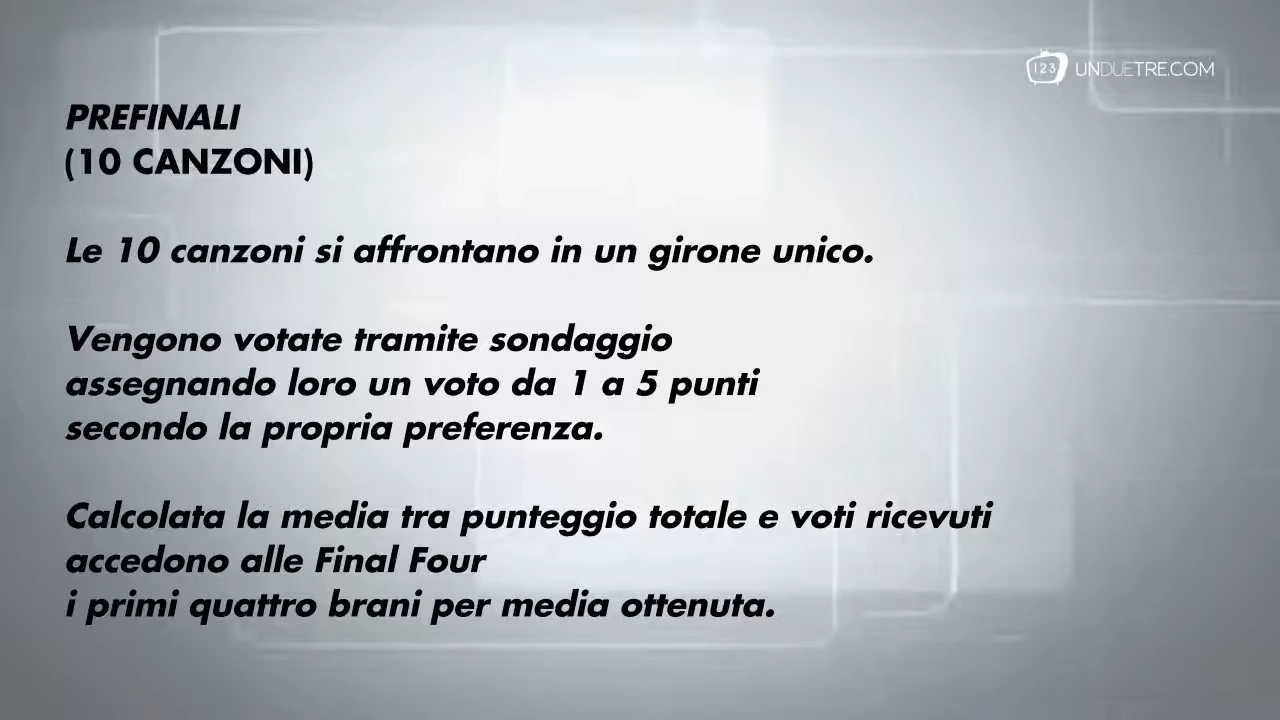 123 UNDUETRE.COM
PREFINALI
(10 CANZONI)
Le 10 canzoni si affrontano in un girone unico.
Vengono votate tramite sondaggio
assegnando loro un voto da 1 a 5 punti
secondo la propria preferenza.
Calcolata la media tra punteggio totale e voti ricevuti
accedono alle Final Four
i primi quattro brani per media ottenuta.